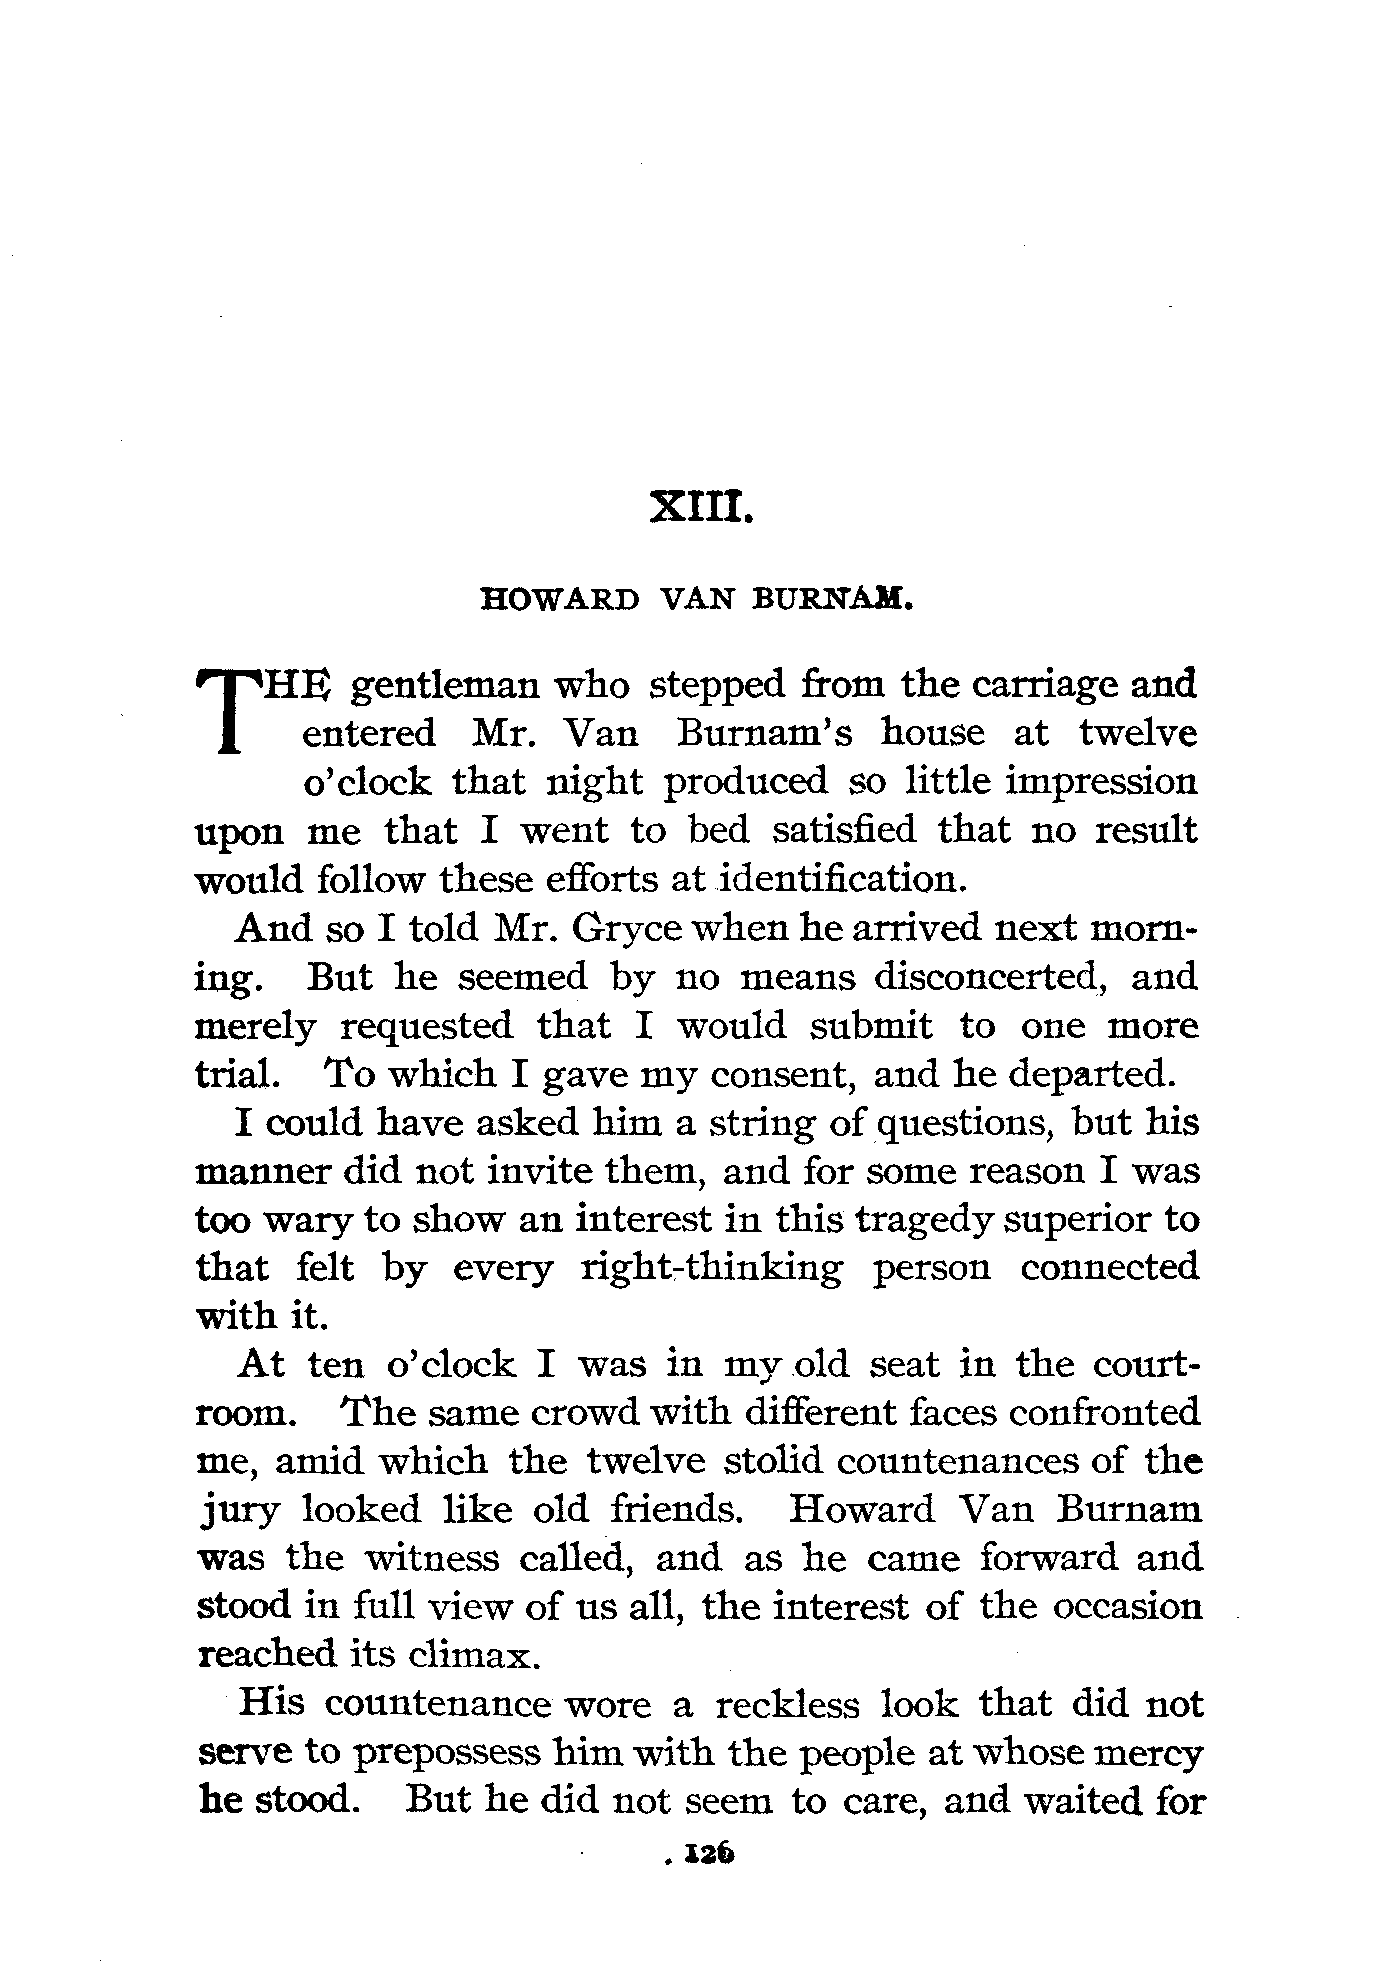 XIII.
HOWARD VAN BURNAM.
THE gentleman who stepped from the carriage and
entered Mr. Van Burnam's house at twelve
o'clock that night produced so little impression
upon me that I went to bed satisfied that no result
would follow these efforts at identification.
And so I told Mr. Gryce when he arrived next morn-
ing. But he seemed by no means disconcerted, and
merely requested that I would submit to one more
trial. To which I gave my consent, and he departed.
I could have asked him a string of questions, but his
manner did not invite them, and for some reason I was
too wary to show an interest in this tragedy superior to
that felt by every right-thinking person connected
with it.
At ten o'clock I was in my old seat in the court-
room. The same crowd with different faces confronted
me, amid which the twelve stolid countenances of the
jury looked like old friends. Howard Van Burnam
was the witness called, and as he came forward and
stood in full view of us all, the interest of the occasion
reached its climax.
His countenance wore a reckless look that did not
serve to prepossess him with the people at whose mercy
he stood. But he did not seem to care, and waited for
126